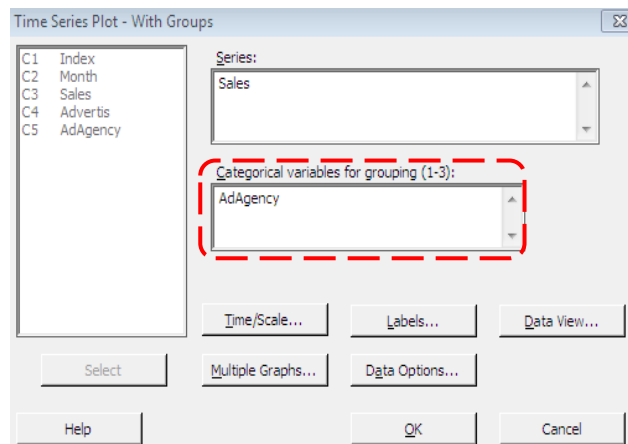 Time Series Plot - With Groups
C1 Index
C2 Month
C3 Sales
C4 Advertis
C5 AdAgency
Series:
Sales
Categorical variables for grouping (1-3):
AdAgency
Time/Scale...
Labels...
Data View...
Select
Multiple Graphs...
Data Options...
Help
OK
Cancel